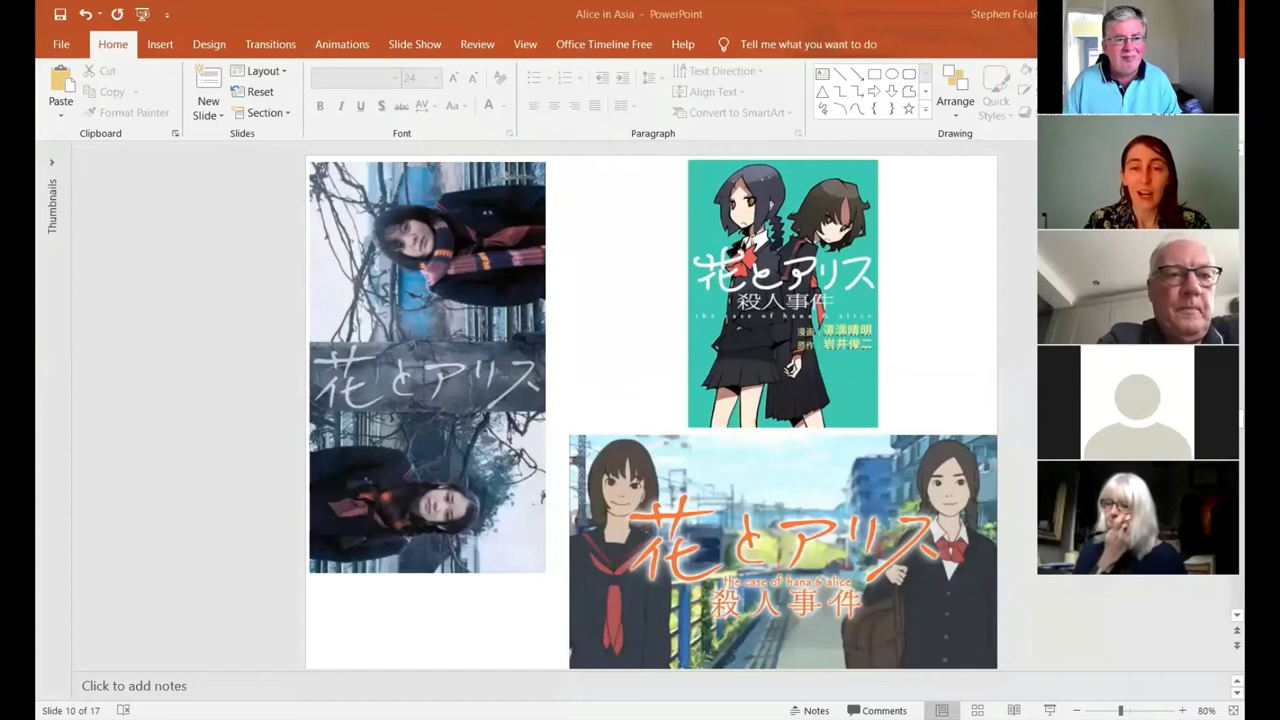 Alice in Asia - PowerPoint
Stephen Folan
File Home Insert Design Transitions Animations Slide Show Review View Office Timeline Free Help Tell me what you want to do
Paste
Cut
Copy
Format Painter
Clipboard
New
Slide
Layout
Reset
Section
Slides
24
B I U S abc AV Aa A
Font
Text Direction
Align Text
Convert to SmartArt
Paragraph
Arrange
Quick
Styles
Drawing
Thumbnails
花とアリス
花とアリス
殺人事件
the case of hana & alice
漫画：道満晴明
原作：岩井俊二
花とアリス
the case of hana & alice
殺人事件
Click to add notes
Slide 10 of 17
Notes
Comments
80%